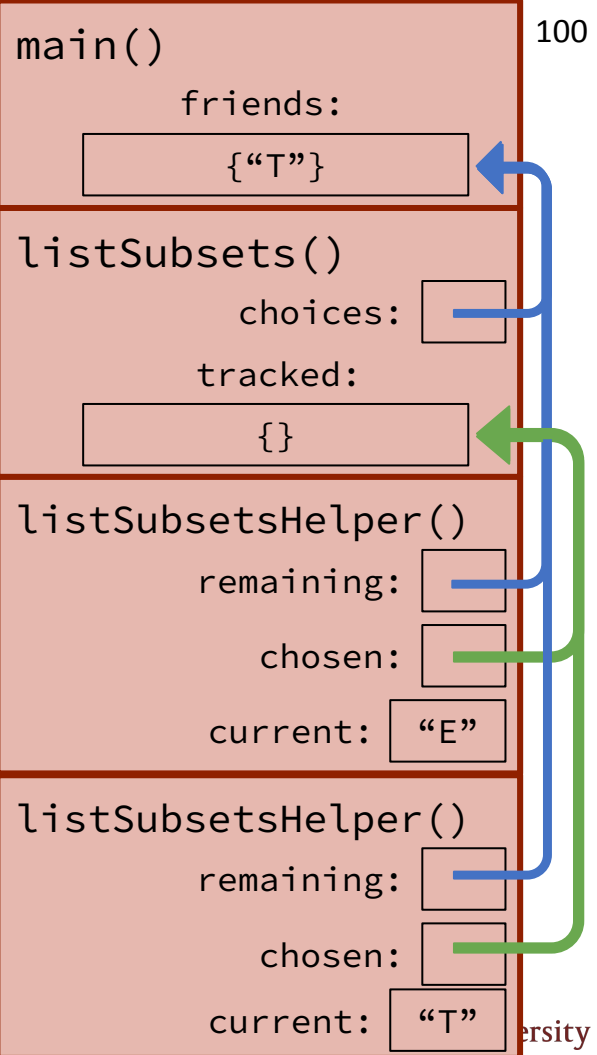 100
main()
friends:
{“T”}
listSubsets()
choices:
tracked:
{}
listSubsetsHelper()
remaining:
chosen:
current: “E”
listSubsetsHelper()
remaining:
chosen:
current: “T”
ersity